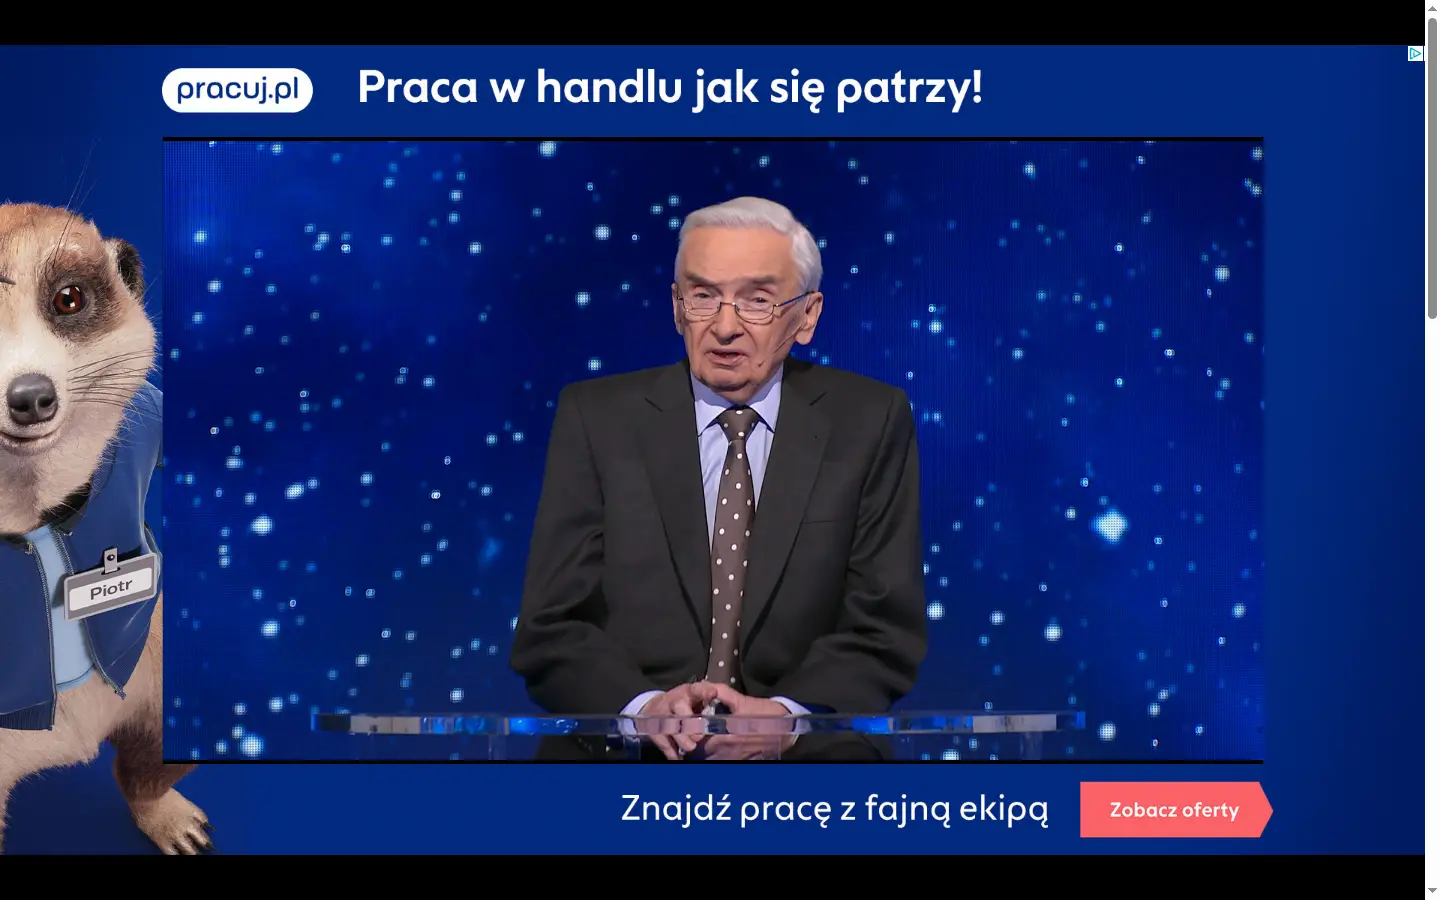 pracuj.pl
Praca w handlu jak się patrzy!
Piotr
Znajdź pracę z fajną ekipą
Zobacz oferty